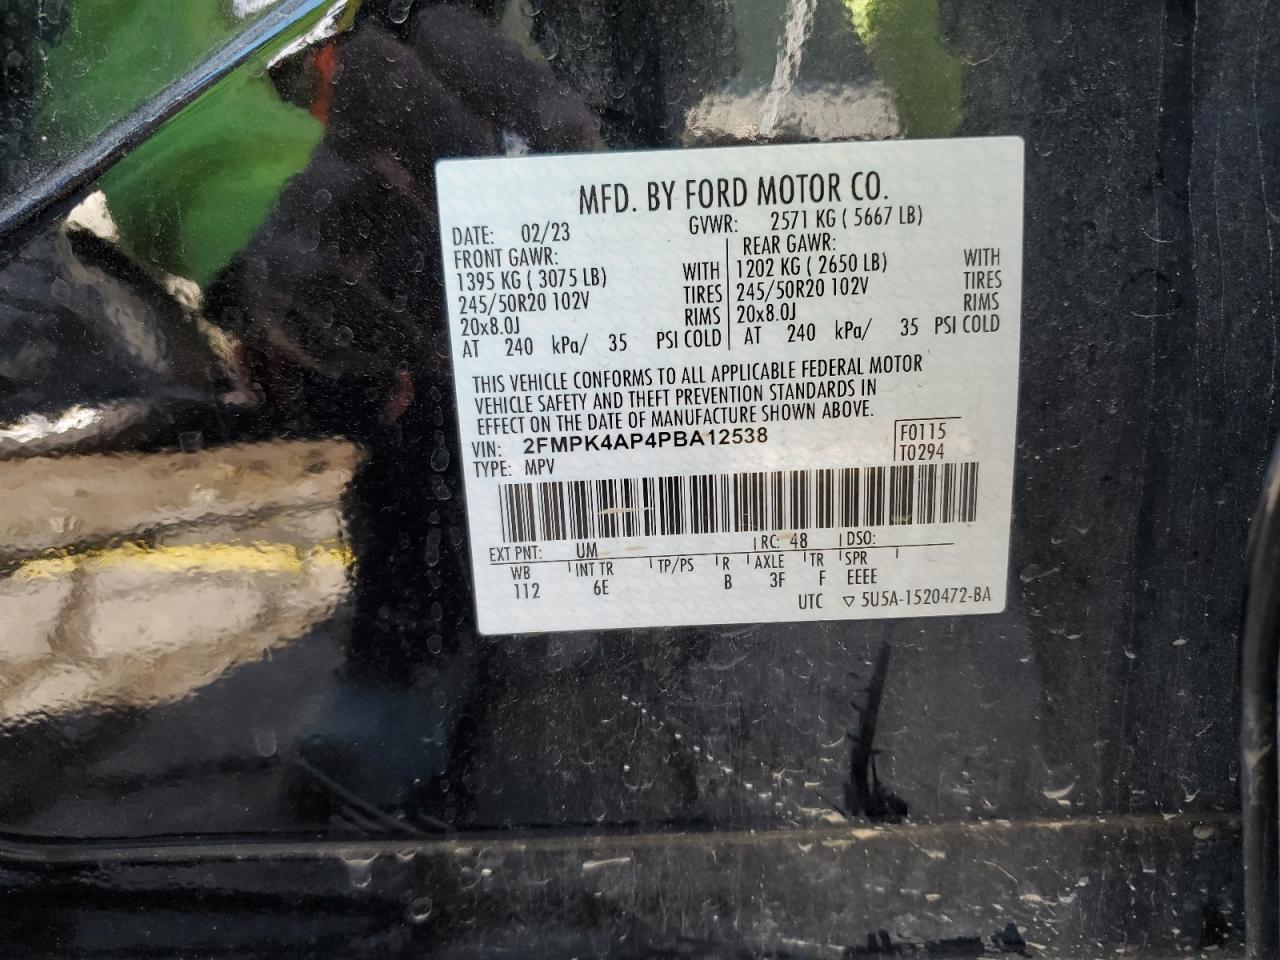 MFD. BY FORD MOTOR CO.
DATE: 02/23 GVWR: 2571 KG ( 5667 LB)
FRONT GAWR: REAR GAWR:
1395 KG ( 3075 LB) WITH 1202 KG ( 2650 LB) WITH
245/50R20 102V TIRES 245/50R20 102V TIRES
20x8.0J RIMS 20x8.0J RIMS
AT 240 kPa/ 35 PSI COLD AT 240 kPa/ 35 PSI COLD
THIS VEHICLE CONFORMS TO ALL APPLICABLE FEDERAL MOTOR
VEHICLE SAFETY AND THEFT PREVENTION STANDARDS IN
EFFECT ON THE DATE OF MANUFACTURE SHOWN ABOVE.
VIN: 2FMPK4AP4PBA12538 F0115
TYPE: MPV T0294
EXT PNT: UM RC: 48 DSO:
WB INT TR TP/PS R AXLE TR SPR
112 6E B 3F F EEEE
UTC ▽ 5U5A-1520472-BA